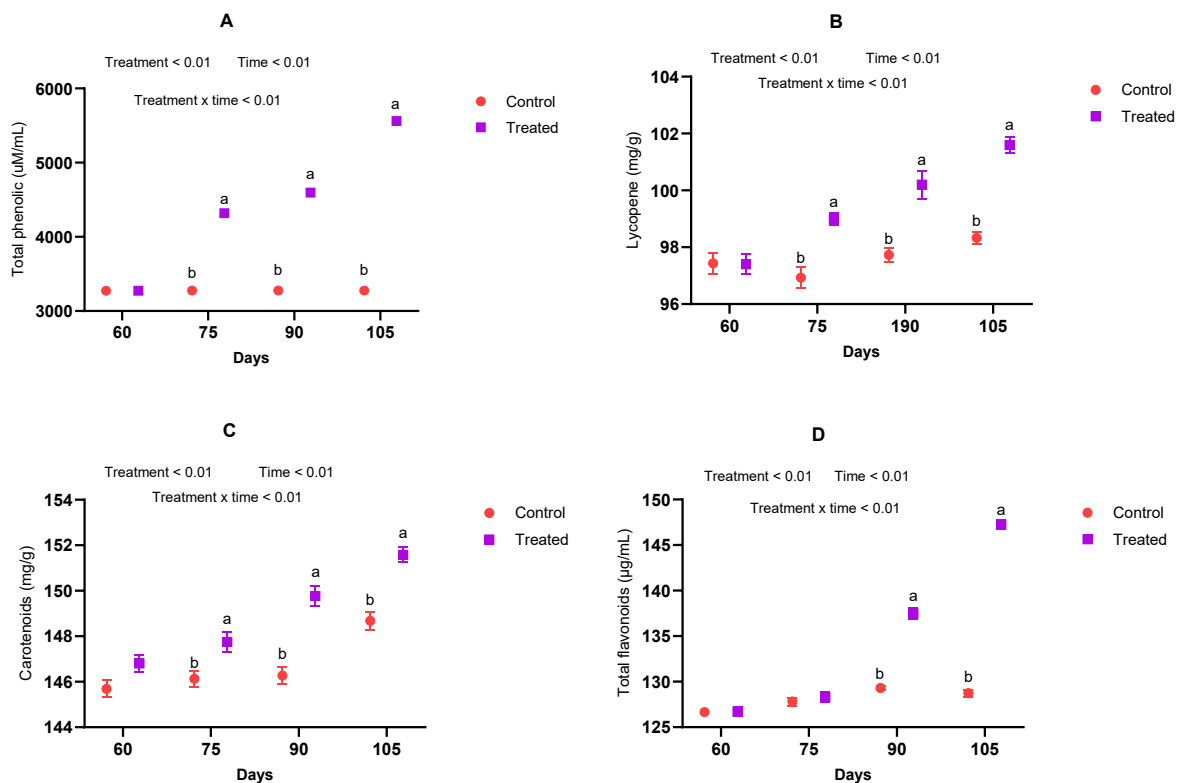 A
Treatment < 0.01 Time < 0.01
Treatment x time < 0.01
6000
5000
4000
3000
Total phenolic (uM/mL)
a
a
a
b
b
b
60 75 90 105
Days
Control
Treated
B
Treatment < 0.01 Time < 0.01
Treatment x time < 0.01
104
102
100
98
96
Lycopene (mg/g)
a
a
a
b
b
b
60 75 190 105
Days
Control
Treated
C
Treatment < 0.01 Time < 0.01
Treatment x time < 0.01
154
152
150
148
146
144
Carotenoids (mg/g)
a
a
a
b
b
b
60 75 90 105
Days
Control
Treated
D
Treatment < 0.01 Time < 0.01
Treatment x time < 0.01
150
145
135
130
125
Total flavonoids (µg/mL)
a
a
b
b
60 75 90 105
Days
Control
Treated